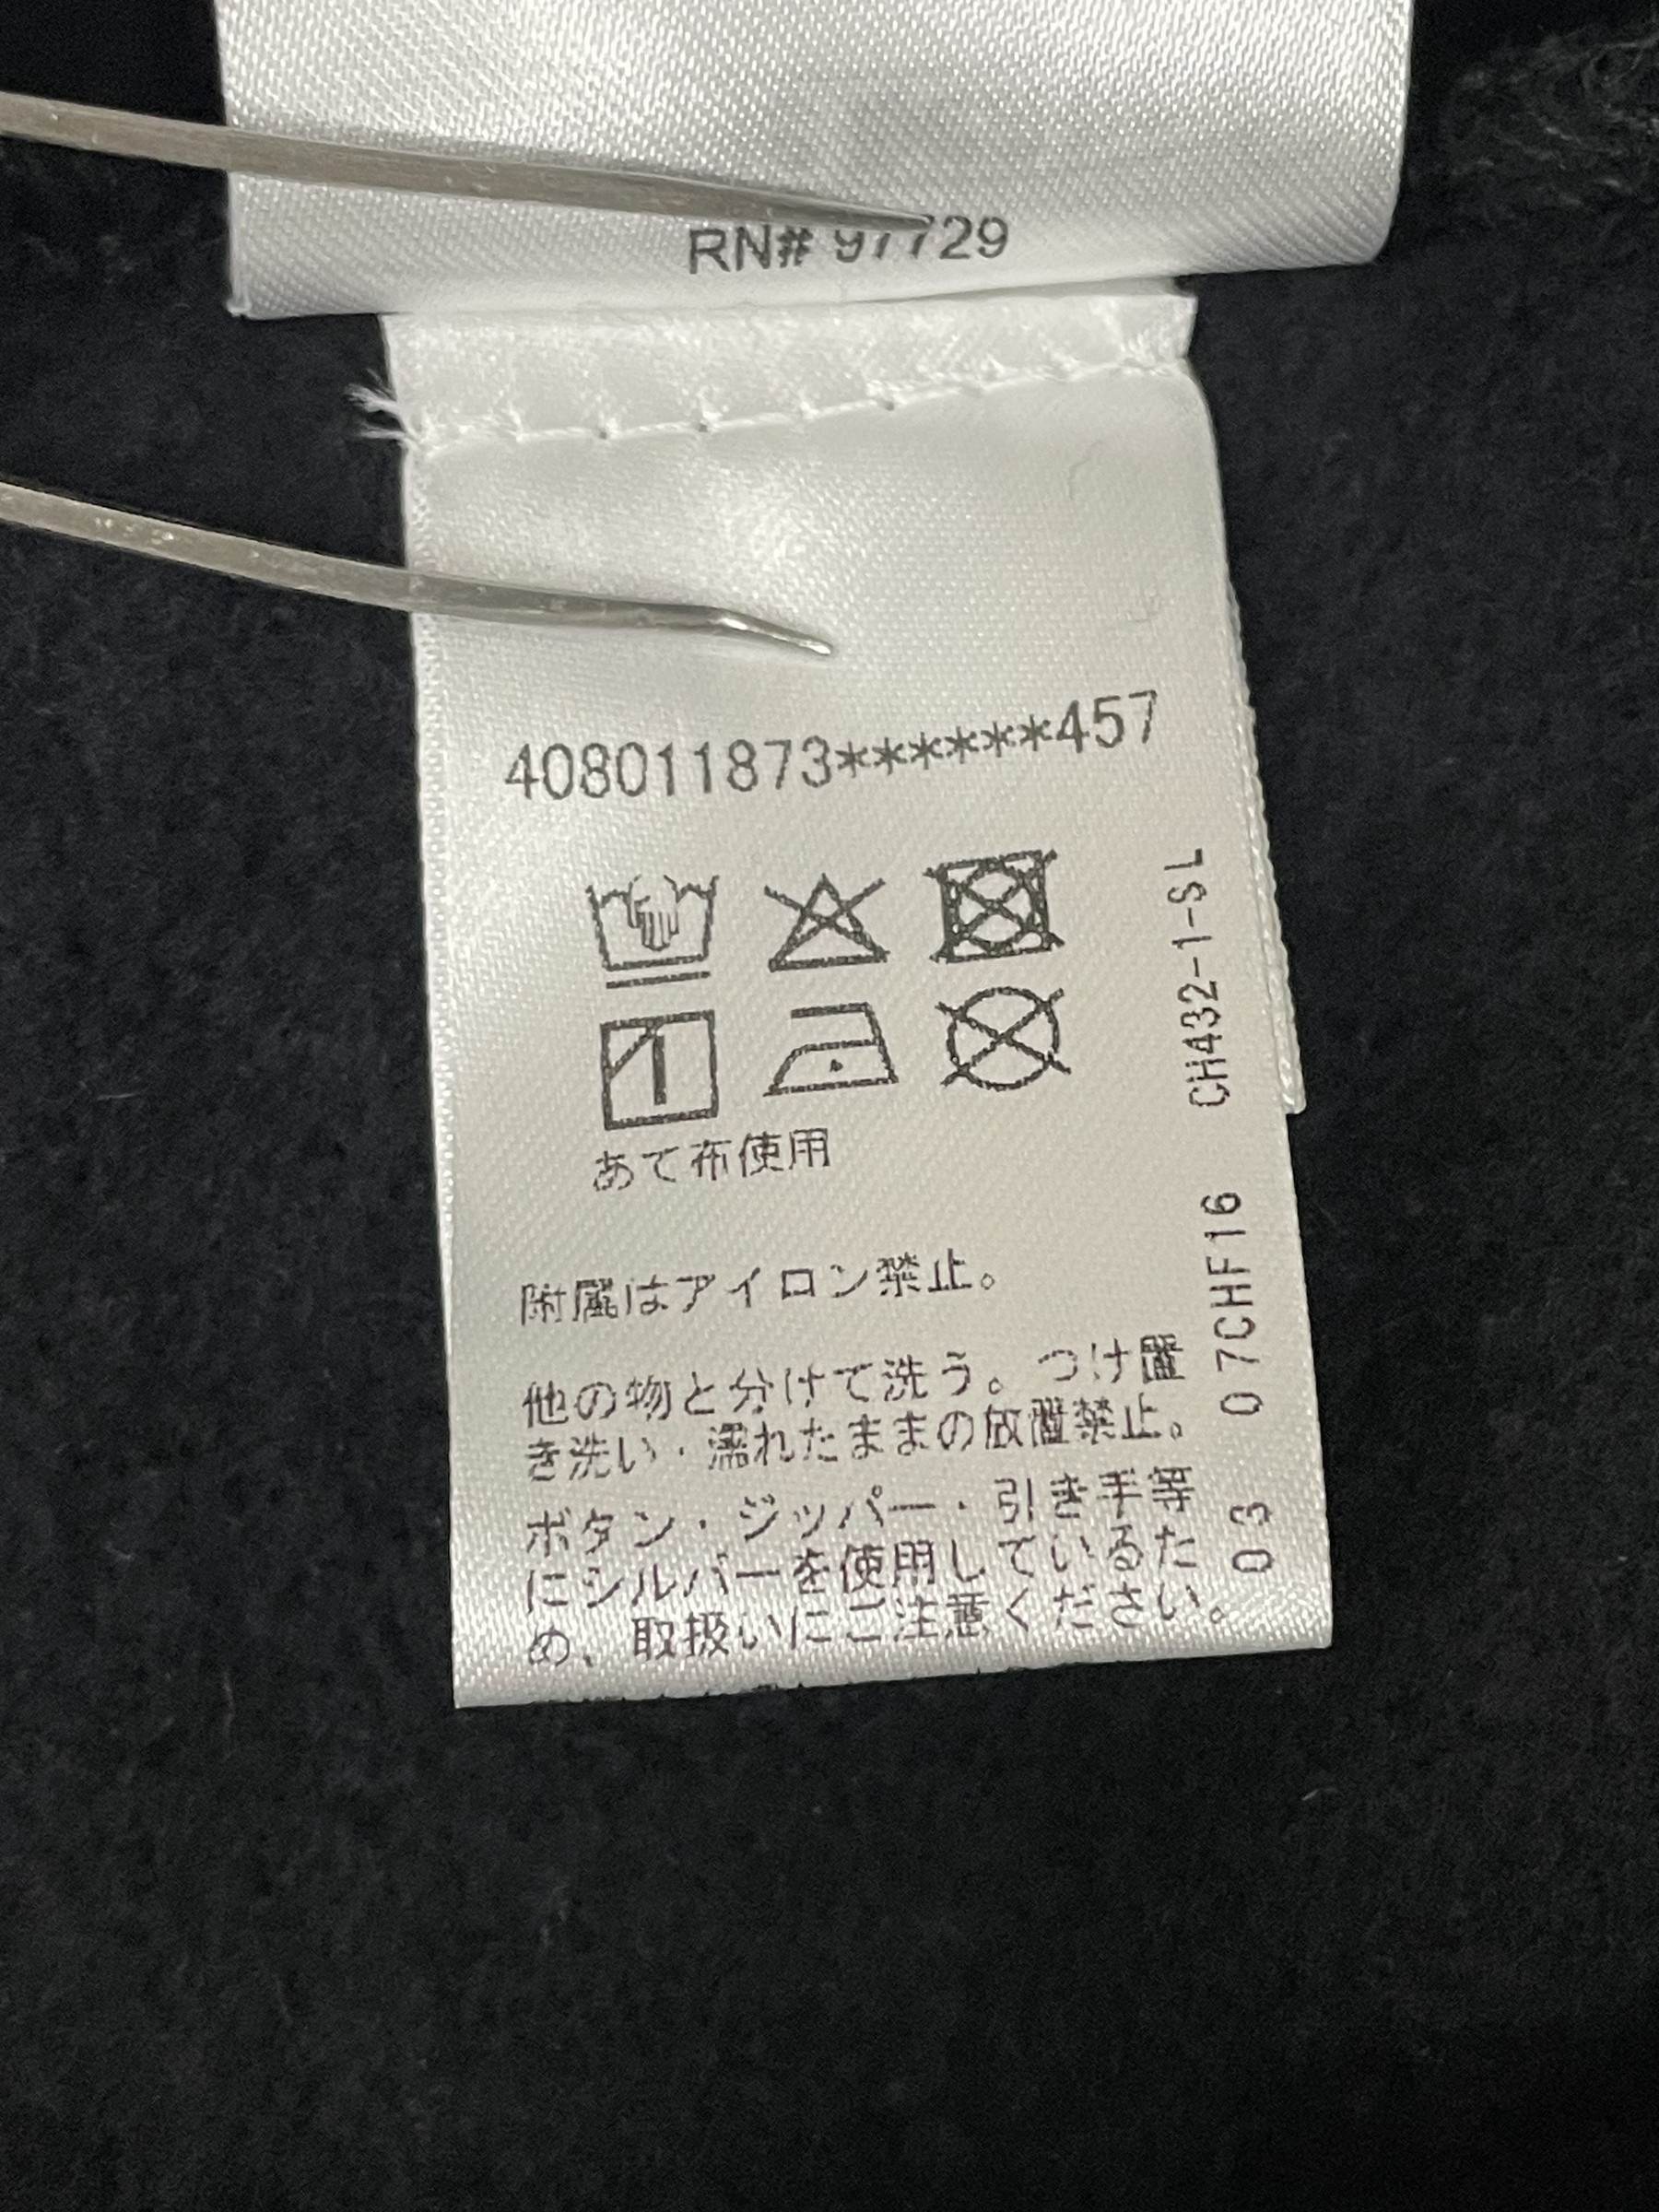 RN# 97729
408011873******457
あて布使用
附属はアイロン禁止。
他の物と分けて洗う。つけ置
き洗い・濡れたままの放置禁止。
ボタン・ジッパー・引き手等
にシルバーを使用しているた
め、取扱いにご注意ください。
CH432-1-SL
07CHF16
03